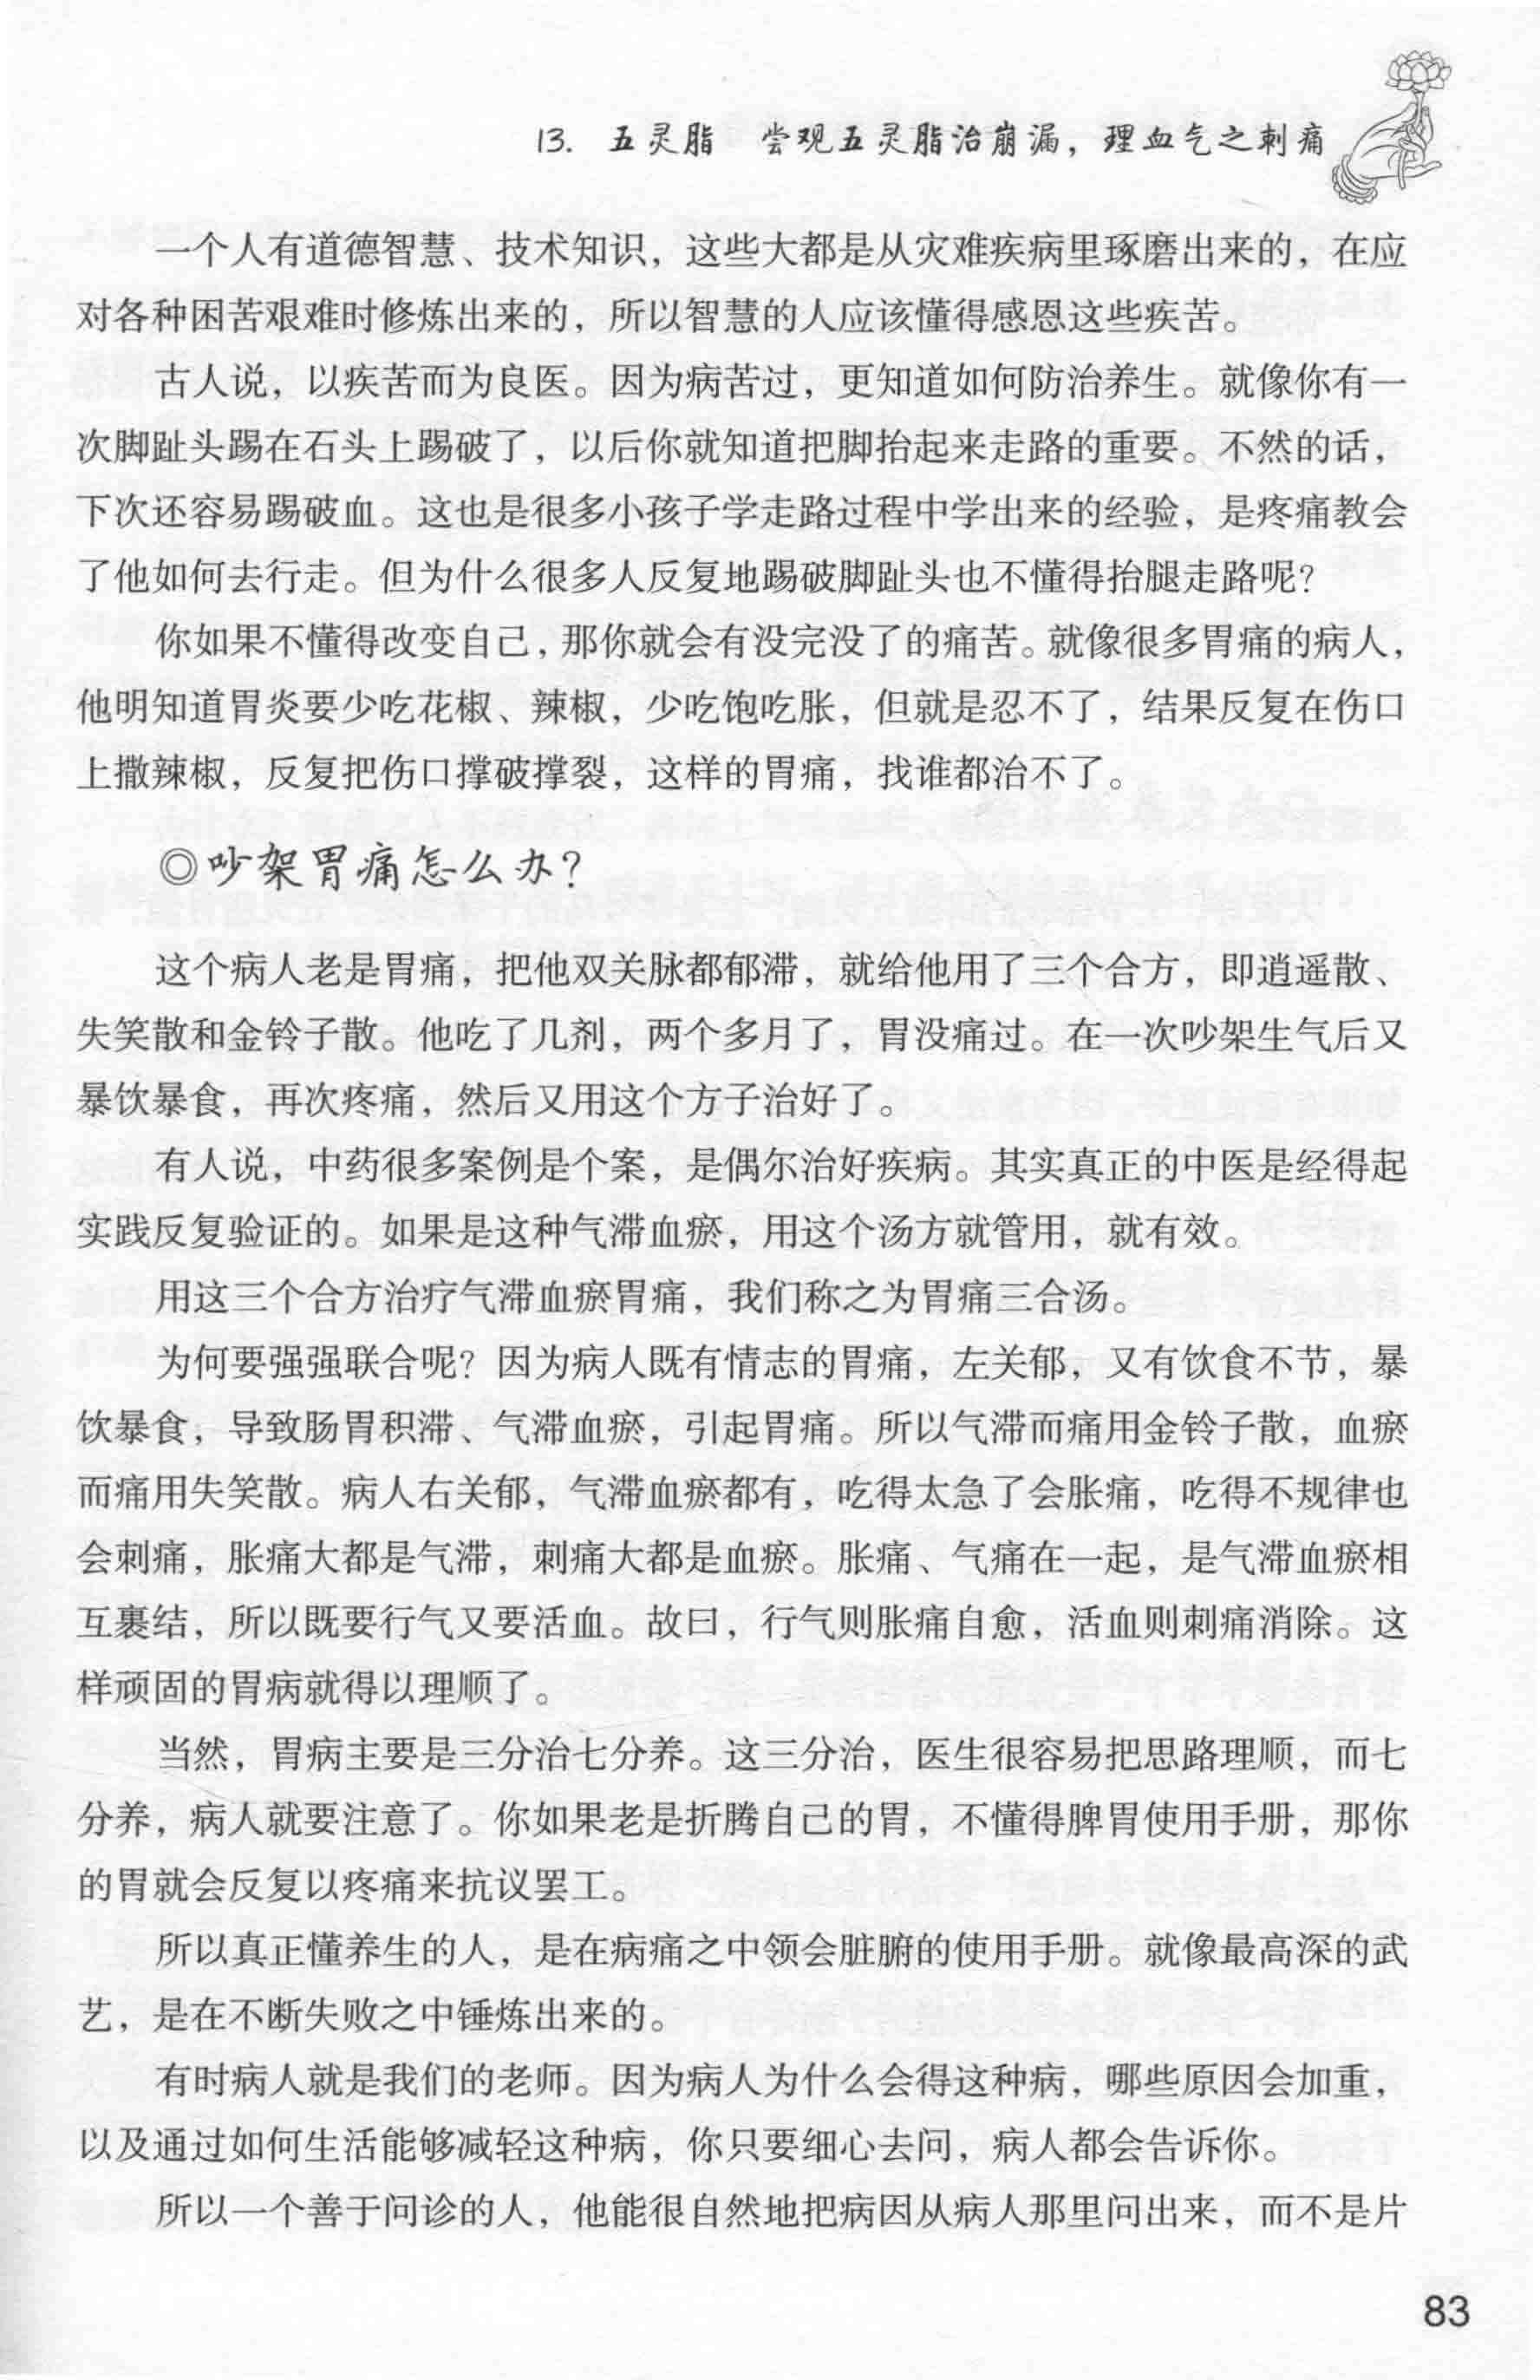 13. 五灵脂 尝观五灵脂治崩漏，理血气之刺痛
一个人有道德智慧、技术知识，这些大都是从灾难疾病里琢磨出来的，在应
对各种困苦艰难时修炼出来的，所以智慧的人应该懂得感恩这些疾苦。
古人说，以疾苦而为良医。因为病苦过，更知道如何防治养生。就像你有一
次脚趾头踢在石头上踢破了，以后你就知道把脚抬起来走路的重要。不然的话，
下次还容易踢破血。这也是很多小孩子学走路过程中学出来的经验，是疼痛教会
了他如何去行走。但为什么很多人反复地踢破脚趾头也不懂得抬腿走路呢？
你如果不懂得改变自己，那你就会有没完没了的痛苦。就像很多胃痛的病人，
他明知道胃炎要少吃花椒、辣椒，少吃饱吃胀，但就是忍不了，结果反复在伤口
上撒辣椒，反复把伤口撑破撑裂，这样的胃痛，找谁都治不了。
◎吵架胃痛怎么办？
这个病人老是胃痛，把他双关脉都郁滞，就给他用了三个合方，即逍遥散、
失笑散和金铃子散。他吃了几剂，两个多月了，胃没痛过。在一次吵架生气后又
暴饮暴食，再次疼痛，然后又用这个方子治好了。
有人说，中药很多案例是个案，是偶尔治好疾病。其实真正的中医是经得起
实践反复验证的。如果是这种气滞血瘀，用这个汤方就管用，就有效。
用这三个合方治疗气滞血瘀胃痛，我们称之为胃痛三合汤。
为何要强强联合呢？因为病人既有情志的胃痛，左关郁，又有饮食不节，暴
饮暴食，导致肠胃积滞、气滞血瘀，引起胃痛。所以气滞而痛用金铃子散，血瘀
而痛用失笑散。病人右关郁，气滞血瘀都有，吃得太急了会胀痛，吃得不规律也
会刺痛，胀痛大都是气滞，刺痛大都是血瘀。胀痛、气痛在一起，是气滞血瘀相
互裹结，所以既要行气又要活血。故曰，行气则胀痛自愈，活血则刺痛消除。这
样顽固的胃病就得以理顺了。
当然，胃病主要是三分治七分养。这三分治，医生很容易把思路理顺，而七
分养，病人就要注意了。你如果老是折腾自己的胃，不懂得脾胃使用手册，那你
的胃就会反复以疼痛来抗议罢工。
所以真正懂养生的人，是在病痛之中领会脏腑的使用手册。就像最高深的武
艺，是在不断失败之中锤炼出来的。
有时病人就是我们的老师。因为病人为什么会得这种病，哪些原因会加重，
以及通过如何生活能够减轻这种病，你只要细心去问，病人都会告诉你。
所以一个善于问诊的人，他能很自然地把病因从病人那里问出来，而不是片
83